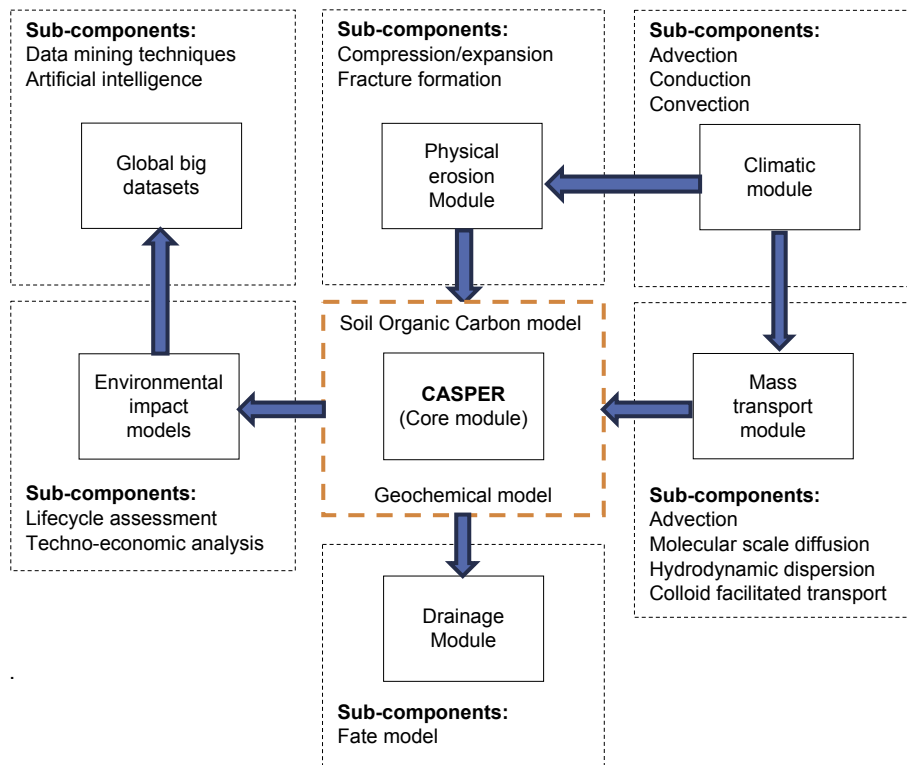 Sub-components:
Data mining techniques
Artificial intelligence
Global big
datasets
Sub-components:
Compression/expansion
Fracture formation
Physical
erosion
Module
Sub-components:
Advection
Conduction
Convection
Climatic
module
Environmental
impact
models
Sub-components:
Lifecycle assessment
Techno-economic analysis
Soil Organic Carbon model
CASPER
(Core module)
Geochemical model
Mass
transport
module
Sub-components:
Advection
Molecular scale diffusion
Hydrodynamic dispersion
Colloid facilitated transport
Drainage
Module
Sub-components:
Fate model
.